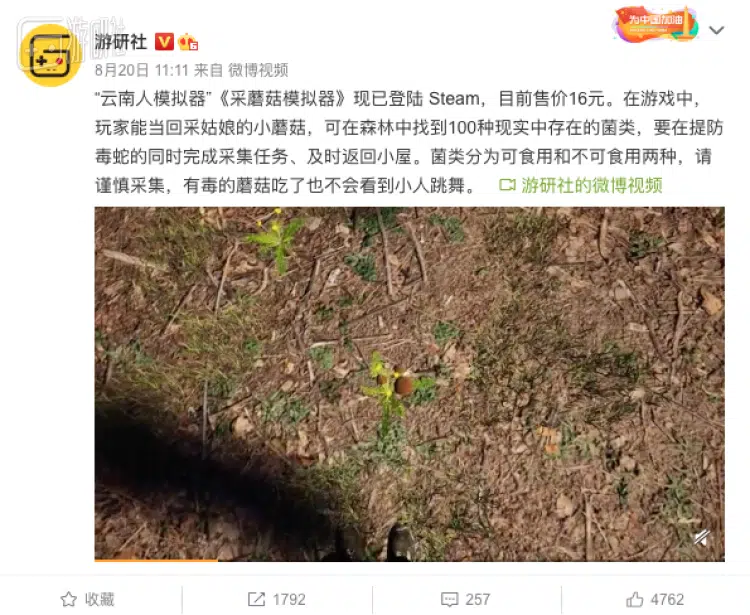 游研社
为中国加油
8月20日 11:11 来自 微博视频
“云南人模拟器”《采蘑菇模拟器》现已登陆 Steam，目前售价16元。在游戏中，
玩家能当回采姑娘的小蘑菇，可在森林中找到100种现实中存在的菌类，要在提防
毒蛇的同时完成采集任务、及时返回小屋。菌类分为可食用和不可食用两种，请
谨慎采集，有毒的蘑菇吃了也不会看到小人跳舞。 游研社的微博视频
收藏
1792
257
4762